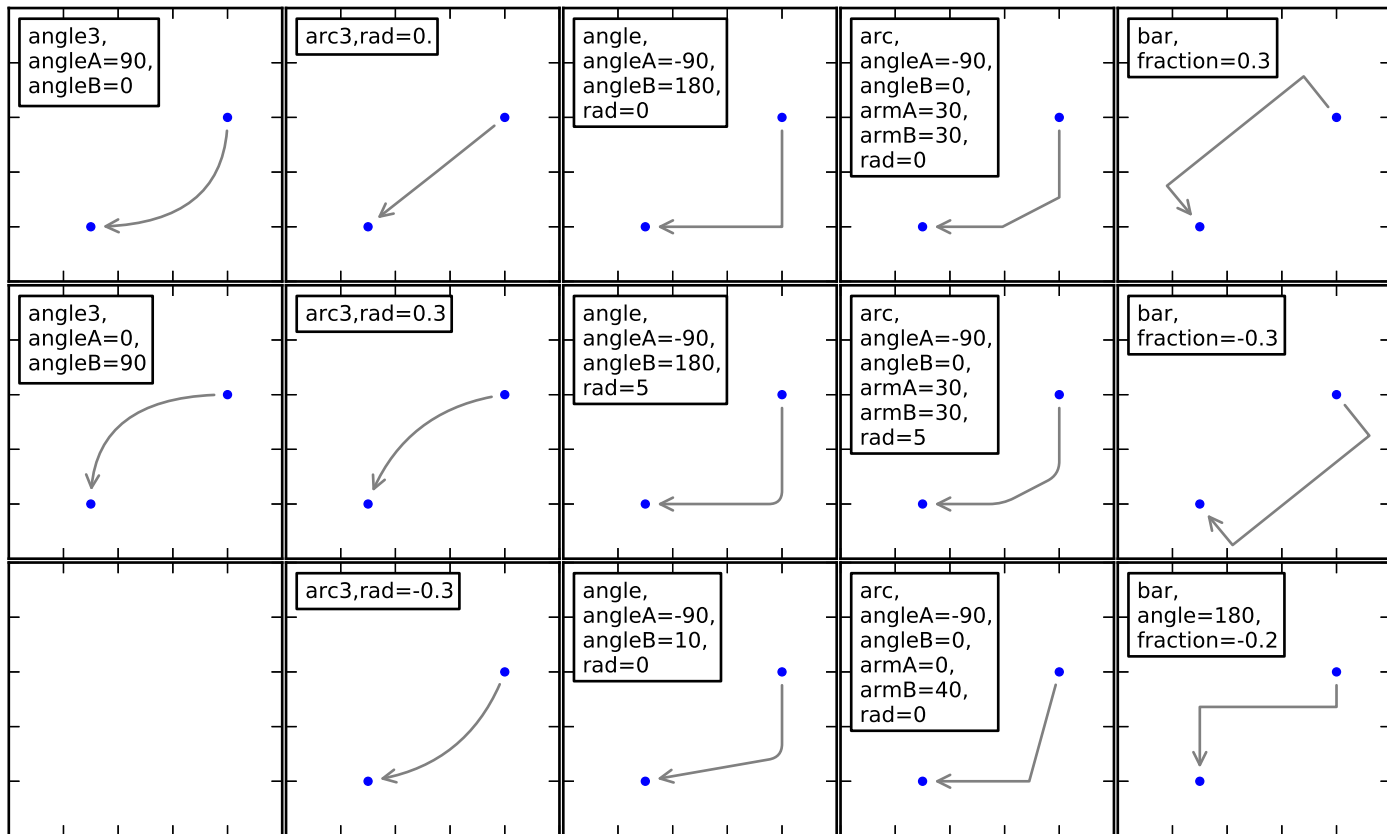 angle3,
angleA=90,
angleB=0
arc3,rad=0.
angle,
angleA=-90,
angleB=180,
rad=0
arc,
angleA=-90,
angleB=0,
armA=30,
armB=30,
rad=0
bar,
fraction=0.3
angle3,
angleA=0,
angleB=90
arc3,rad=0.3
angle,
angleA=-90,
angleB=180,
rad=5
arc,
angleA=-90,
angleB=0,
armA=30,
armB=30,
rad=5
bar,
fraction=-0.3
arc3,rad=-0.3
angle,
angleA=-90,
angleB=10,
rad=0
arc,
angleA=-90,
angleB=0,
armA=0,
armB=40,
rad=0
bar,
angle=180,
fraction=-0.2